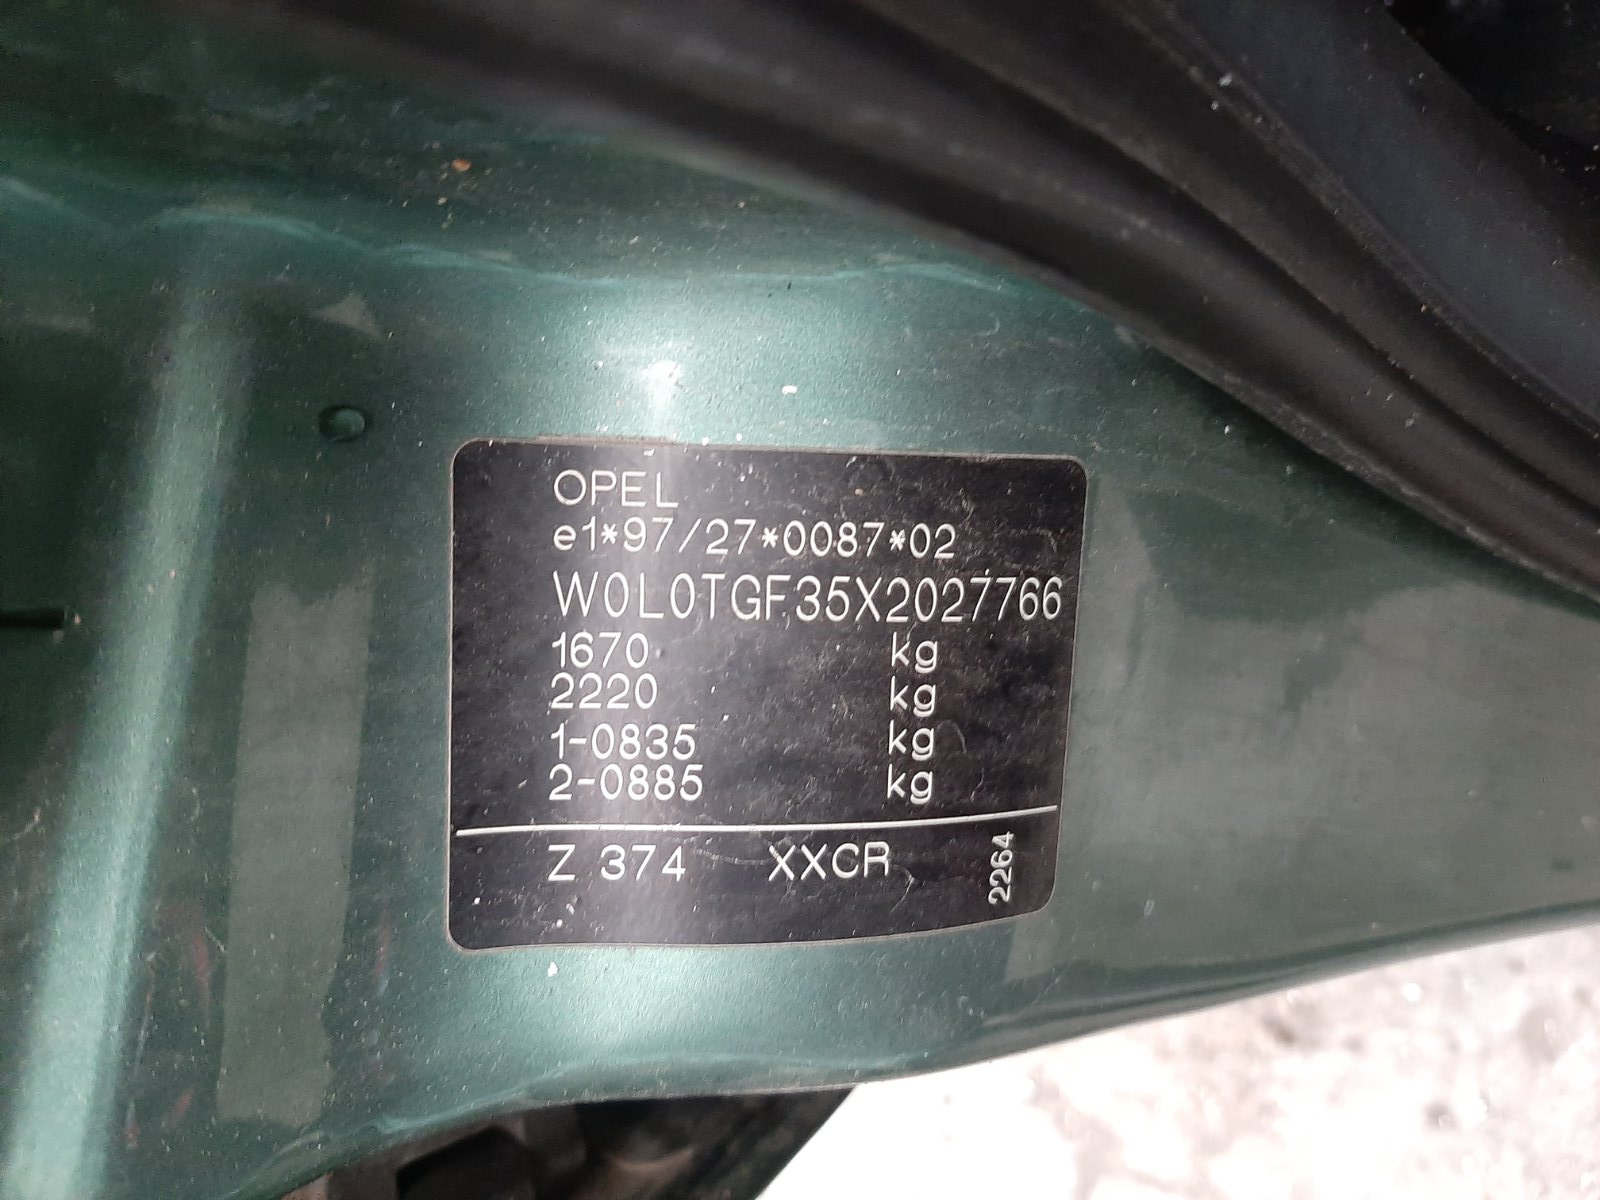 OPEL
e1*97/27*0087*02
W0L0TGF35X2027766
1670 kg
2220 kg
1-0835 kg
2-0885 kg
Z 374 XXCR
2264